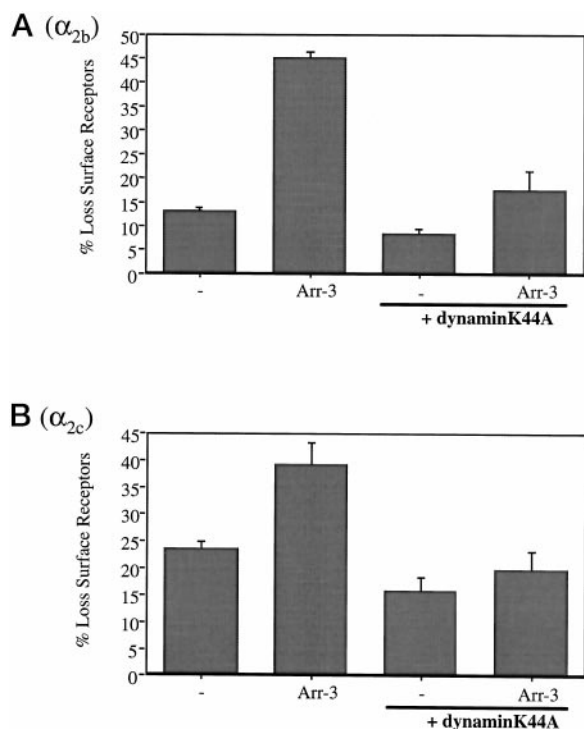 A (α2b)
% Loss Surface Receptors
50
45
40
35
30
25
20
15
10
5
0
- Arr-3 - Arr-3
+ dynaminK44A
B (α2c)
% Loss Surface Receptors
45
40
35
30
25
20
15
10
5
0
- Arr-3 - Arr-3
+ dynaminK44A